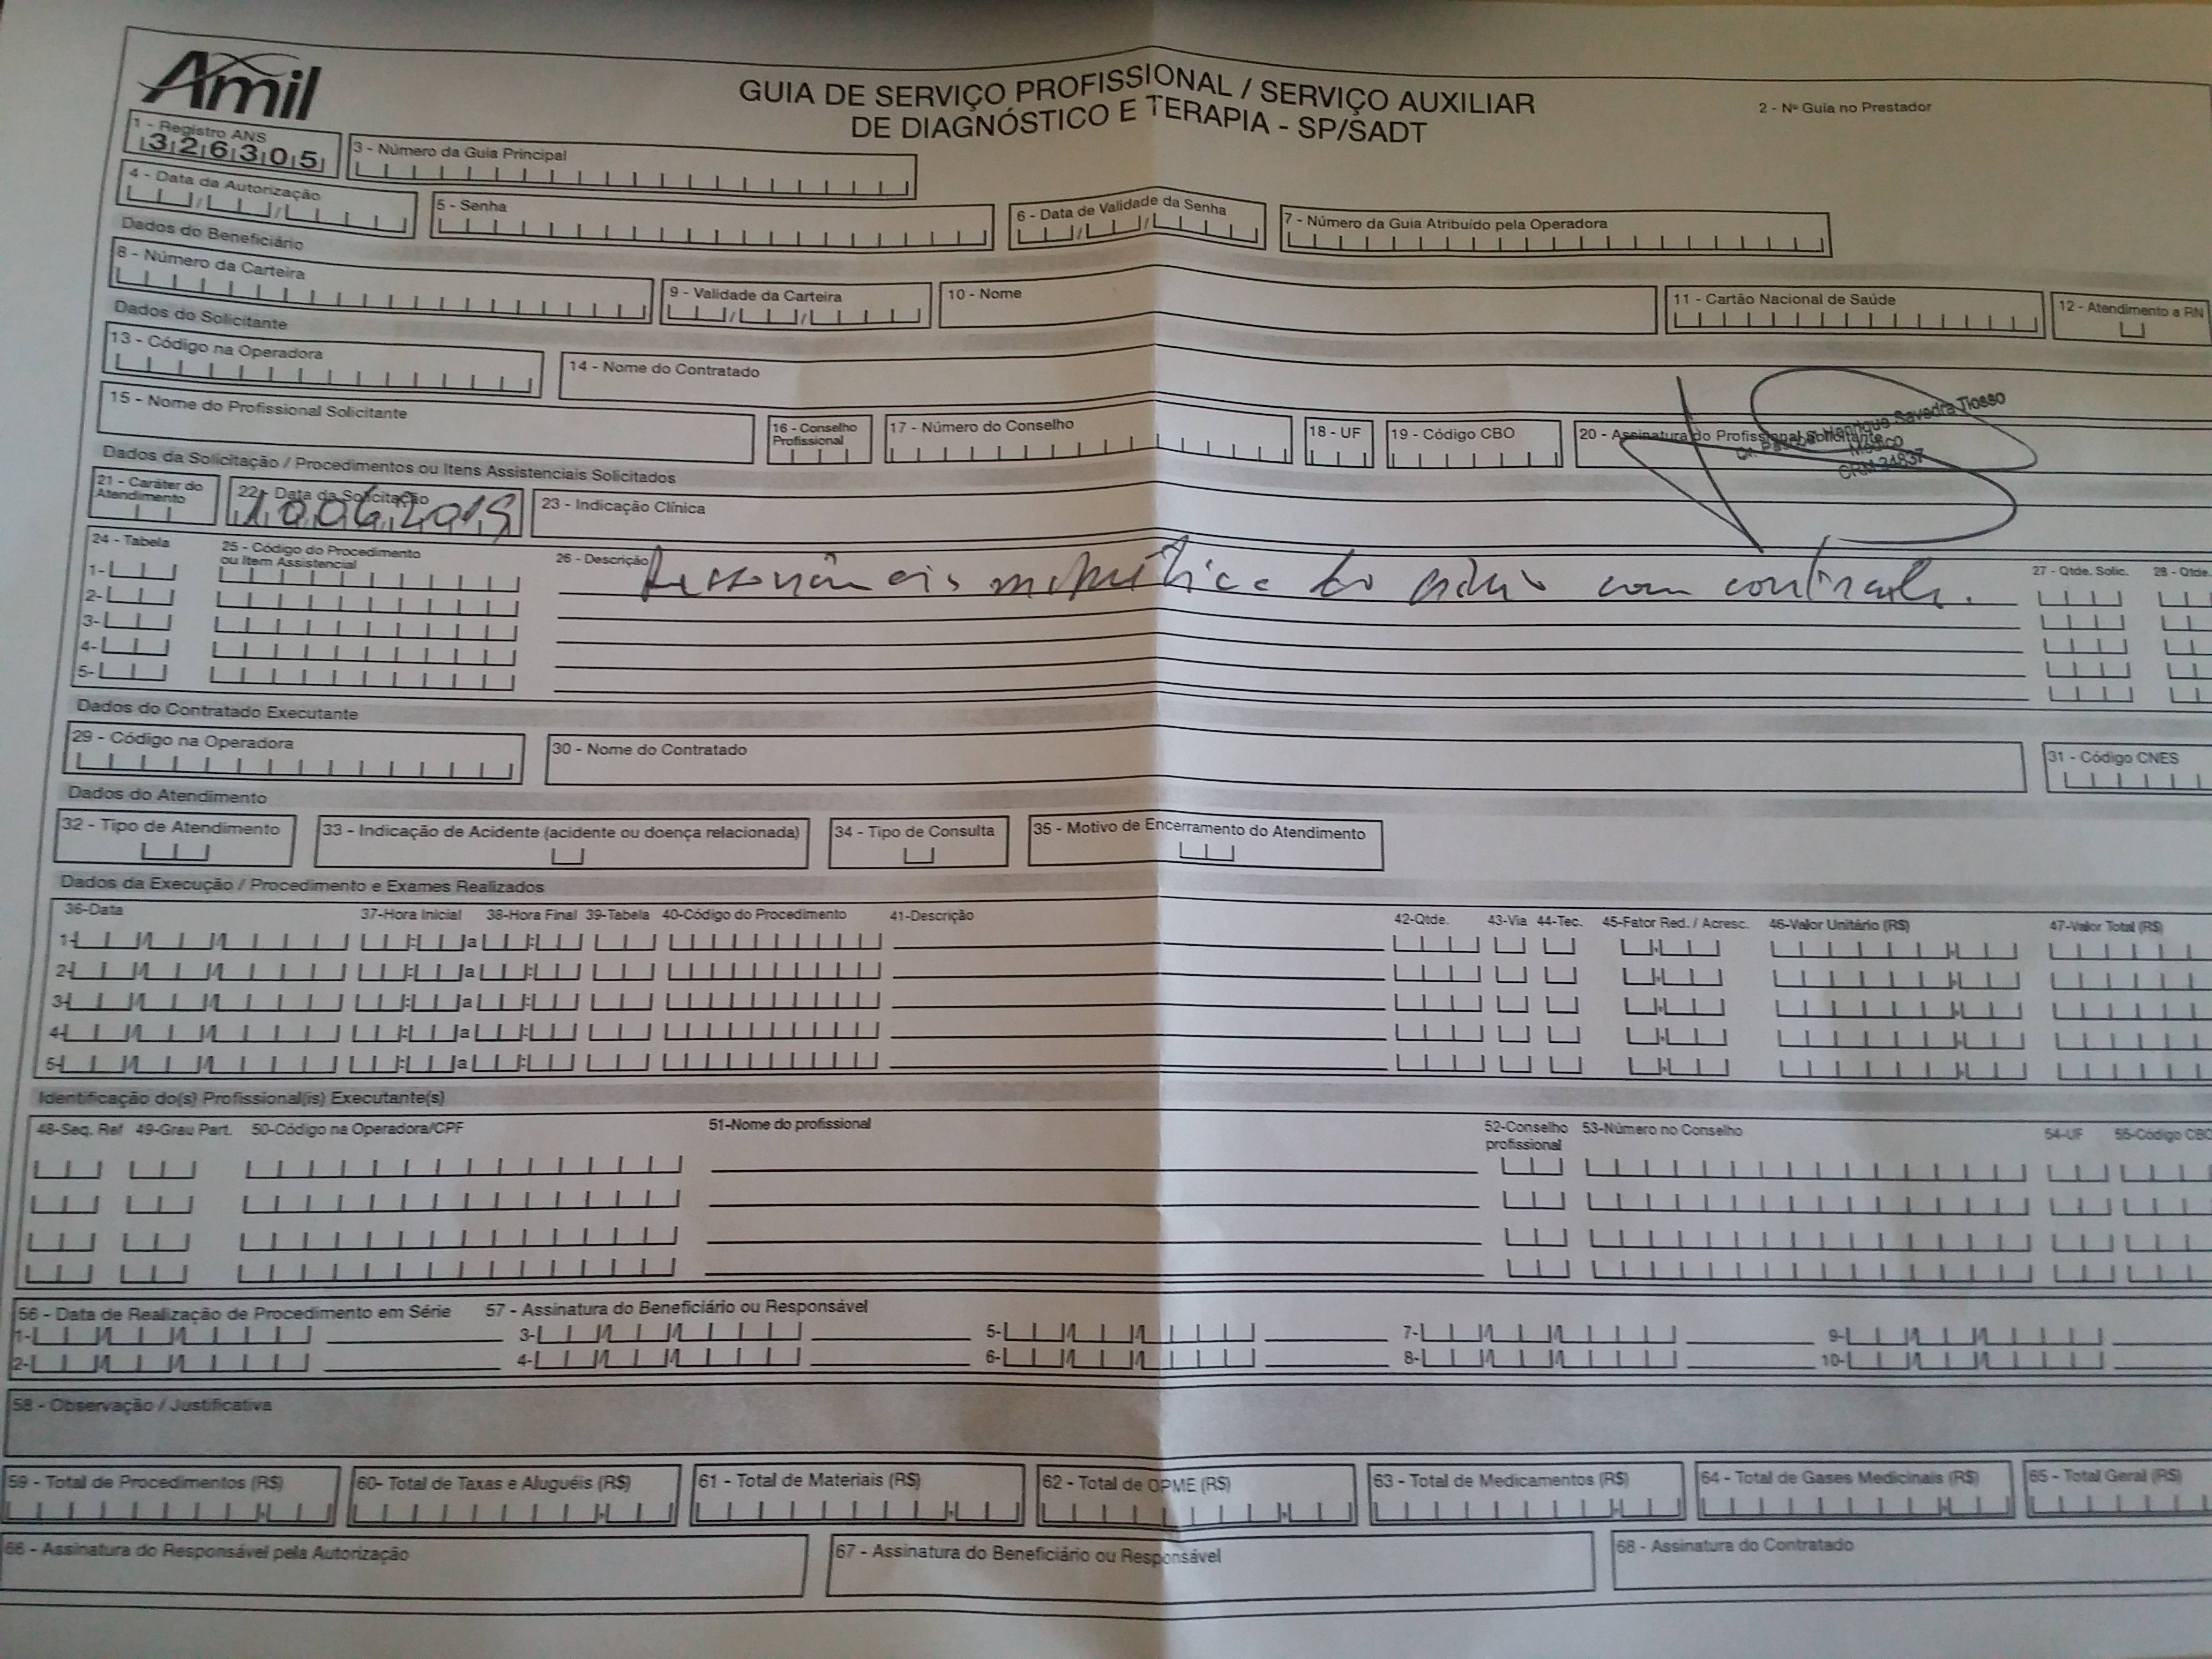 Amil
GUIA DE SERVIÇO PROFISSIONAL / SERVIÇO AUXILIAR
DE DIAGNÓSTICO E TERAPIA - SP/SADT
2 - Nº Guia no Prestador
1 - Registro ANS
3 2 6 3 0 5
3 - Número da Guia Principal
4 - Data da Autorização
5 - Senha
6 - Data de Validade da Senha
7 - Número da Guia Atribuído pela Operadora
Dados do Beneficiário
8 - Número da Carteira
9 - Validade da Carteira
10 - Nome
11 - Cartão Nacional de Saúde
12 - Atendimento a RN
Dados do Solicitante
13 - Código na Operadora
14 - Nome do Contratado
15 - Nome do Profissional Solicitante
16 - Conselho Profissional
17 - Número do Conselho
18 - UF
19 - Código CBO
20 - Assinatura do Profissional Solicitante
Henrique Savedra Tiosso
Médico
Dados da Solicitação / Procedimentos ou Itens Assistenciais Solicitados
21 - Caráter do Atendimento
22 - Data da Solicitação
23 - Indicação Clínica
24 - Tabela
25 - Código do Procedimento ou Item Assistencial
26 - Descrição
27 - Qtde. Solic.
28 - Qtde.
1-
com contraste.
2-
3-
4-
5-
Dados do Contratado Executante
29 - Código na Operadora
30 - Nome do Contratado
31 - Código CNES
Dados do Atendimento
32 - Tipo de Atendimento
33 - Indicação de Acidente (acidente ou doença relacionada)
34 - Tipo de Consulta
35 - Motivo de Encerramento do Atendimento
Dados da Execução / Procedimento e Exames Realizados
36-Data
37-Hora Inicial
38-Hora Final
39-Tabela
40-Código do Procedimento
41-Descrição
42-Qtde.
43-Via
44-Tec.
45-Fator Red. / Acresc.
46-Valor Unitário (R$)
47-Valor Total (R$)
1- a
2- a
3- a
4- a
5- a
Identificação do(s) Profissional(is) Executante(s)
48-Seq. Ref
49-Grau Part.
50-Código na Operadora/CPF
51-Nome do profissional
52-Conselho profissional
53-Número no Conselho
54-UF
55-Código CBO
56 - Data de Realização de Procedimento em Série
57 - Assinatura do Beneficiário ou Responsável
1- 3- 5- 7- 9-
2- 4- 6- 8- 10-
58 - Observação / Justificativa
59 - Total de Procedimentos (R$)
60- Total de Taxas e Aluguéis (R$)
61 - Total de Materiais (R$)
62 - Total de OPME (R$)
63 - Total de Medicamentos (R$)
64 - Total de Gases Medicinais (R$)
65 - Total Geral (R$)
66 - Assinatura do Responsável pela Autorização
67 - Assinatura do Beneficiário ou Responsável
68 - Assinatura do Contratado